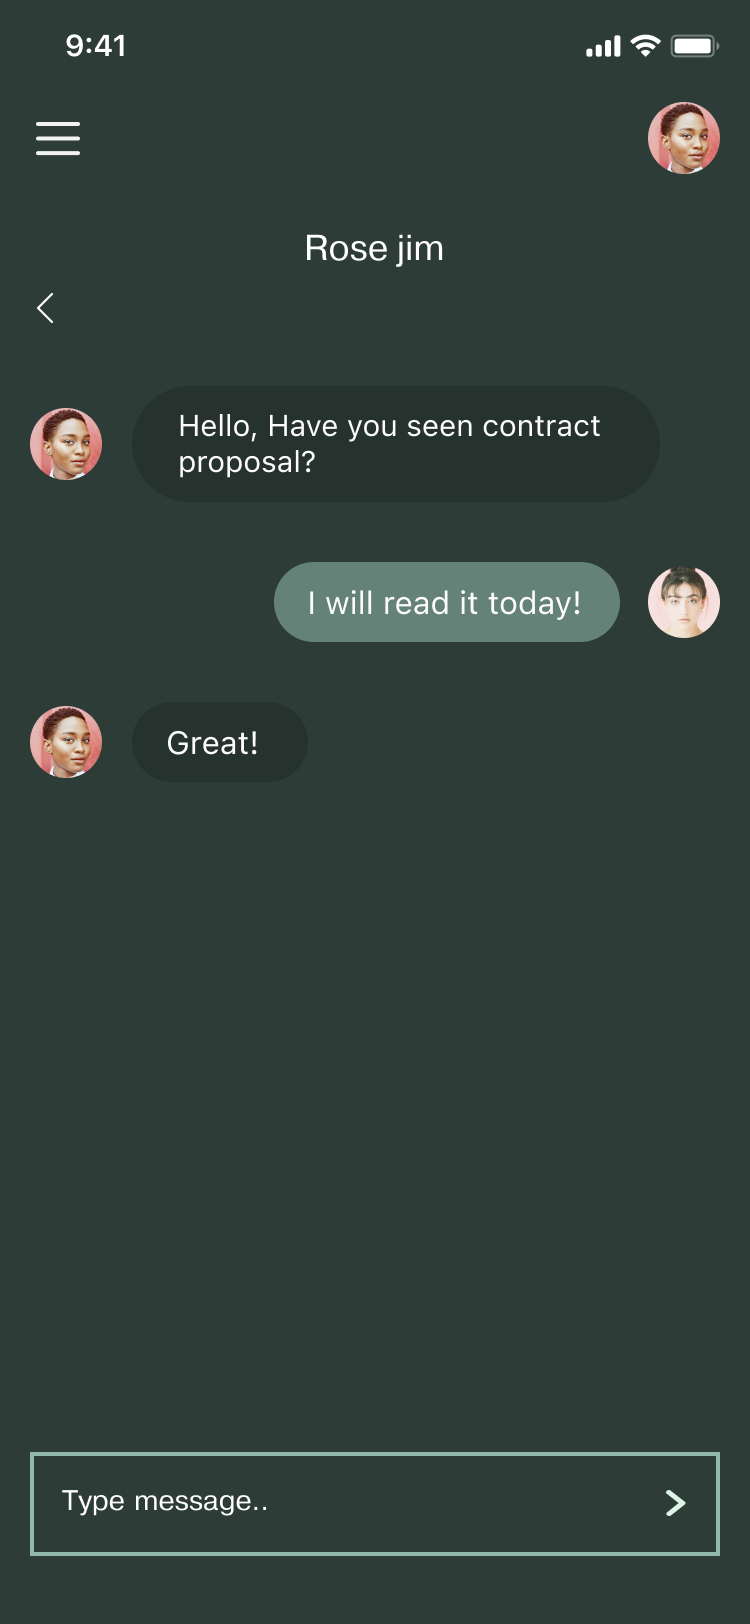 9:41
Rose jim
Hello, Have you seen contract
proposal?
I will read it today!
Great!
Type message..